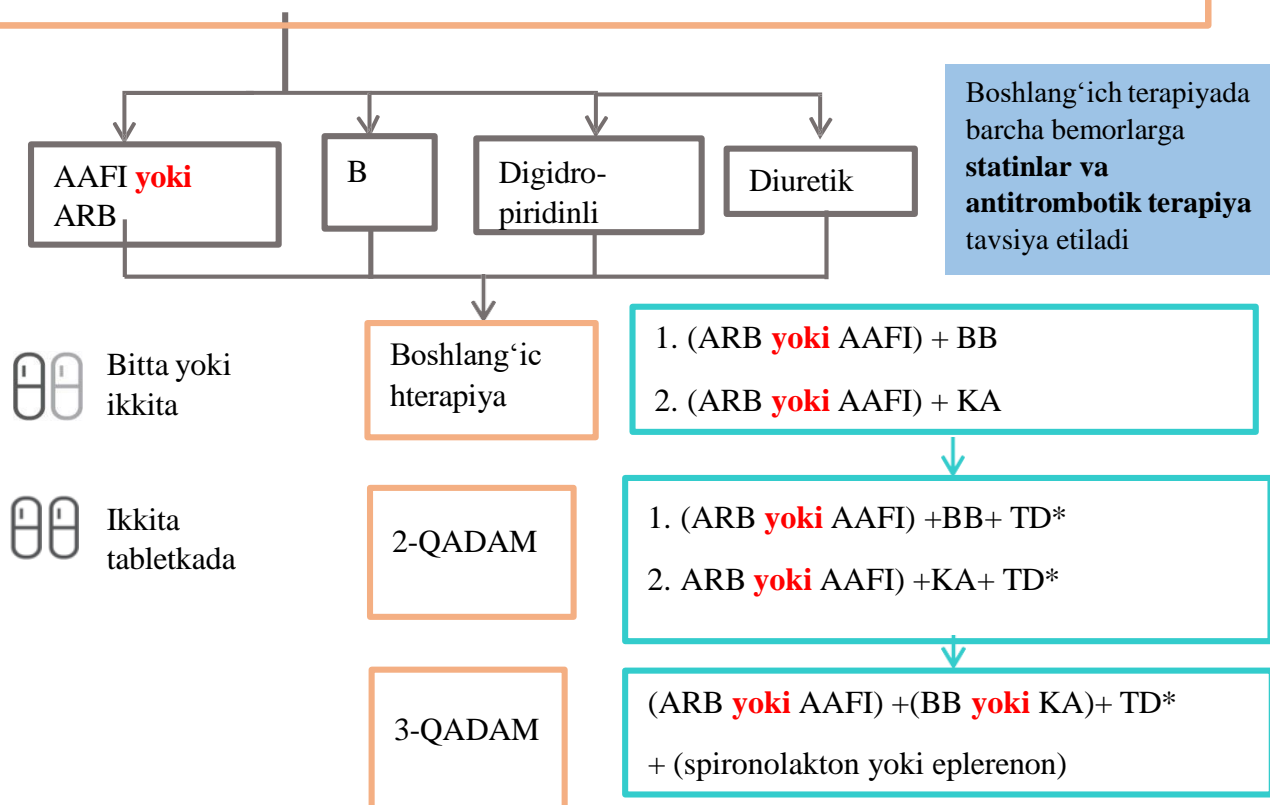 AAFI yoki
ARB
B
Digidro-
piridinli
Diuretik
Boshlang‘ich terapiyada
barcha bemorlarga
statinlar va
antitrombotik terapiya
tavsiya etiladi
Bitta yoki
ikkita
Boshlang‘ic
hterapiya
1. (ARB yoki AAFI) + BB
2. (ARB yoki AAFI) + KA
Ikkita
tabletkada
2-QADAM
1. (ARB yoki AAFI) +BB+ TD*
2. ARB yoki AAFI) +KA+ TD*
3-QADAM
(ARB yoki AAFI) +(BB yoki KA)+ TD*
+ (spironolakton yoki eplerenon)